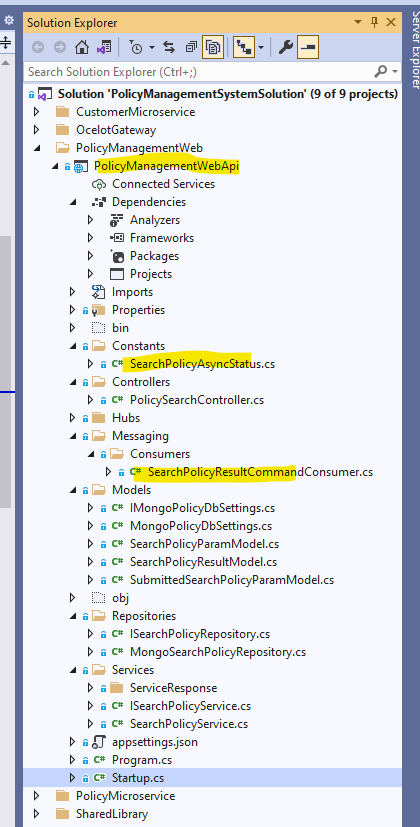 Solution Explorer
Search Solution Explorer (Ctrl+;)
Solution 'PolicyManagementSystemSolution' (9 of 9 projects)
CustomerMicroservice
OcelotGateway
PolicyManagementWeb
PolicyManagementWebApi
Connected Services
Dependencies
Analyzers
Frameworks
Packages
Projects
Imports
Properties
bin
Constants
C# SearchPolicyAsyncStatus.cs
Controllers
C# PolicySearchController.cs
Hubs
Messaging
Consumers
C# SearchPolicyResultCommandConsumer.cs
Models
C# IMongoPolicyDbSettings.cs
C# MongoPolicyDbSettings.cs
C# SearchPolicyParamModel.cs
C# SearchPolicyResultModel.cs
C# SubmittedSearchPolicyParamModel.cs
obj
Repositories
C# ISearchPolicyRepository.cs
C# MongoSearchPolicyRepository.cs
Services
ServiceResponse
C# ISearchPolicyService.cs
C# SearchPolicyService.cs
appsettings.json
C# Program.cs
C# Startup.cs
PolicyMicroservice
SharedLibrary
Server Explorer